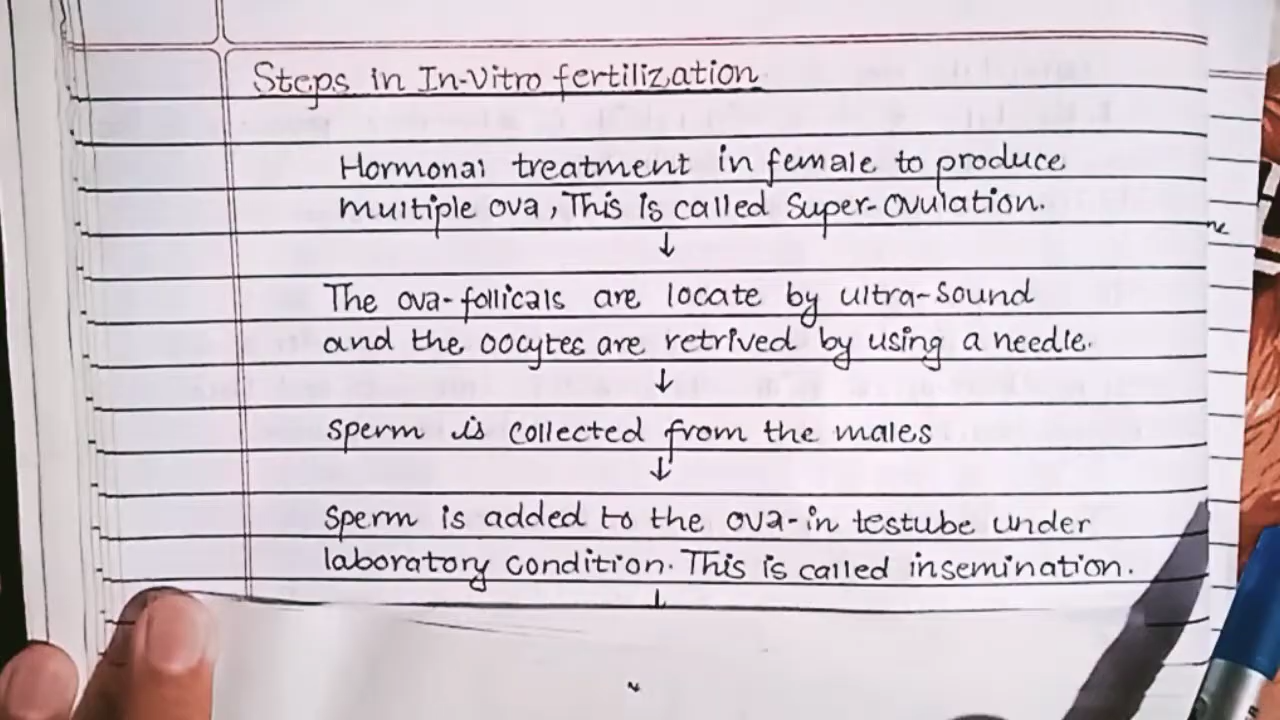 Steps in In-Vitro fertilization
Hormonal treatment in female to produce
multiple ova, This is called Super-Ovulation.
↓
The ova-follicals are locate by ultra-sound
and the oocytes are retrived by using a needle.
↓
sperm is collected from the males
↓
sperm is added to the ova-in testube under
laboratory condition. This is called insemination.
↓